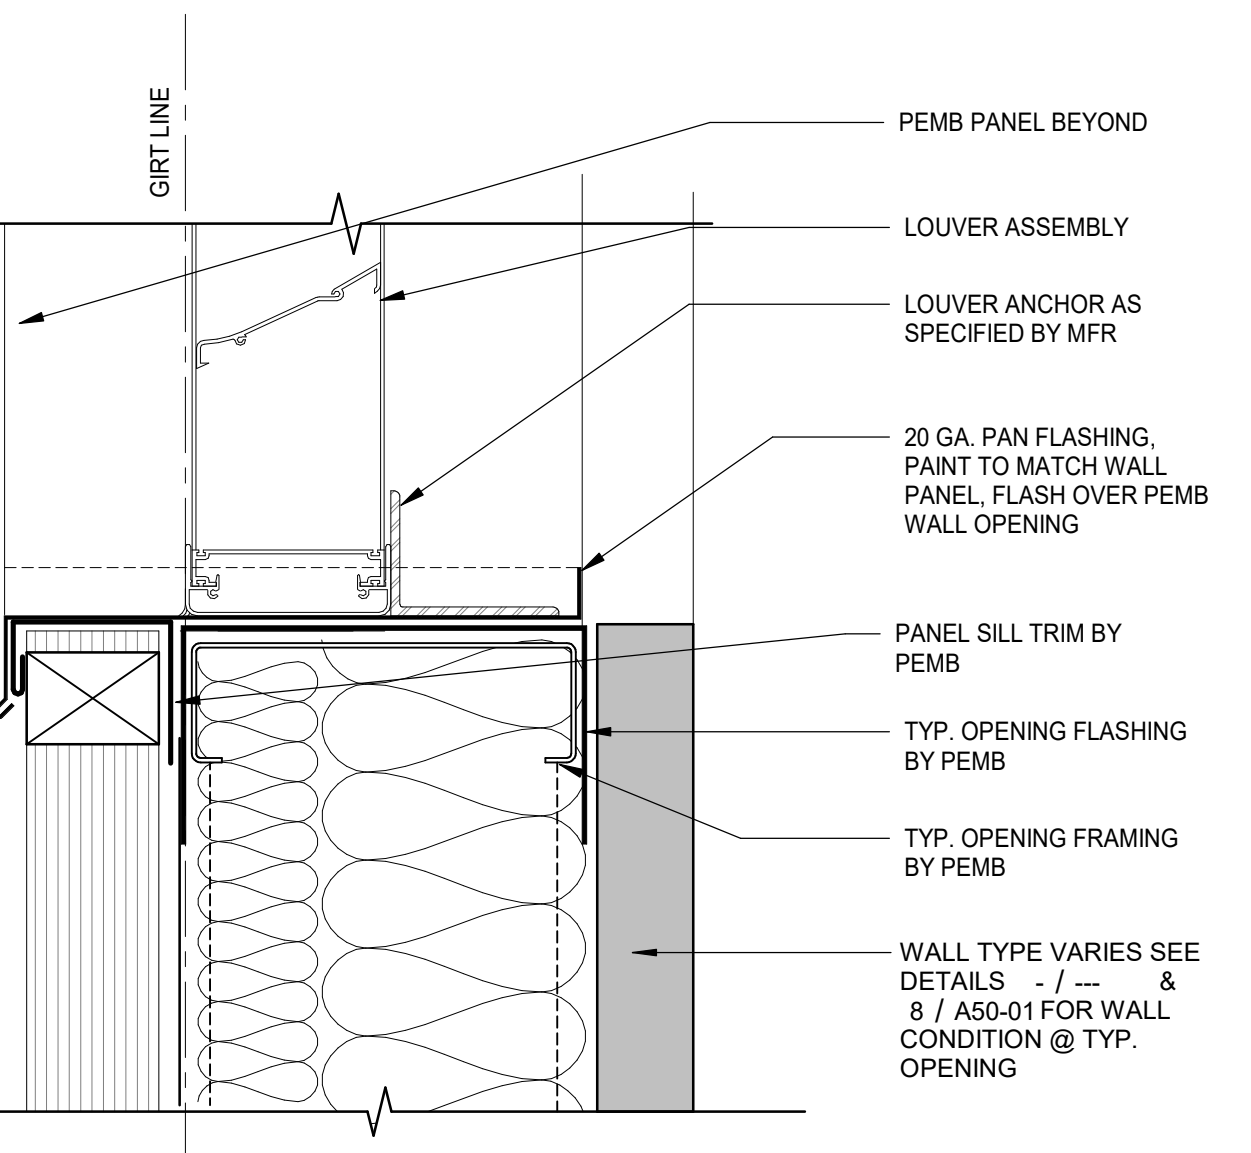 GIRT LINE
PEMB PANEL BEYOND
LOUVER ASSEMBLY
LOUVER ANCHOR AS
SPECIFIED BY MFR
20 GA. PAN FLASHING,
PAINT TO MATCH WALL
PANEL, FLASH OVER PEMB
WALL OPENING
PANEL SILL TRIM BY
PEMB
TYP. OPENING FLASHING
BY PEMB
TYP. OPENING FRAMING
BY PEMB
WALL TYPE VARIES SEE
DETAILS - / --- &
8 / A50-01 FOR WALL
CONDITION @ TYP.
OPENING